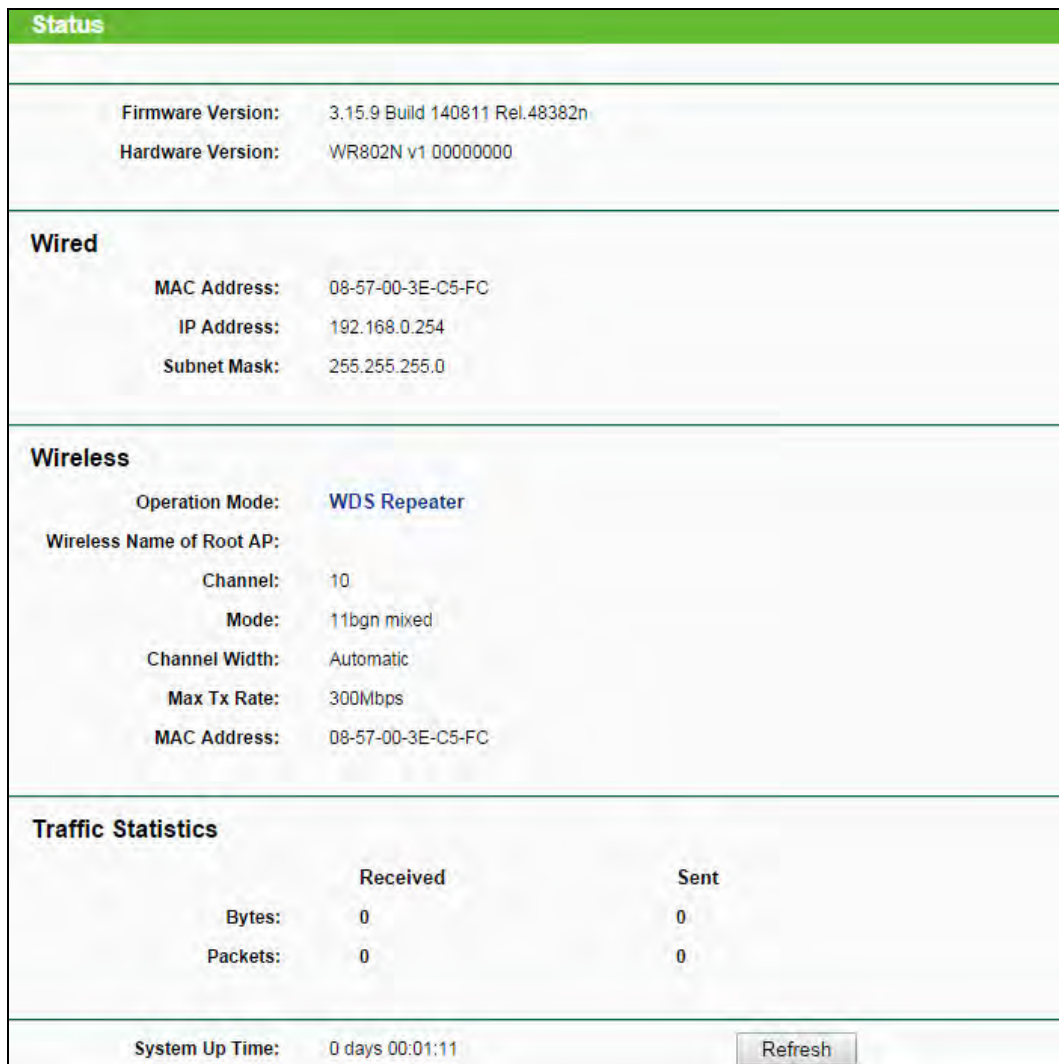 Status
Firmware Version: 3.15.9 Build 140811 Rel.48382n
Hardware Version: WR802N v1 00000000
Wired
MAC Address: 08-57-00-3E-C5-FC
IP Address: 192.168.0.254
Subnet Mask: 255.255.255.0
Wireless
Operation Mode: WDS Repeater
Wireless Name of Root AP:
Channel: 10
Mode: 11bgn mixed
Channel Width: Automatic
Max Tx Rate: 300Mbps
MAC Address: 08-57-00-3E-C5-FC
Traffic Statistics
Received Sent
Bytes: 0 0
Packets: 0 0
System Up Time: 0 days 00:01:11 Refresh